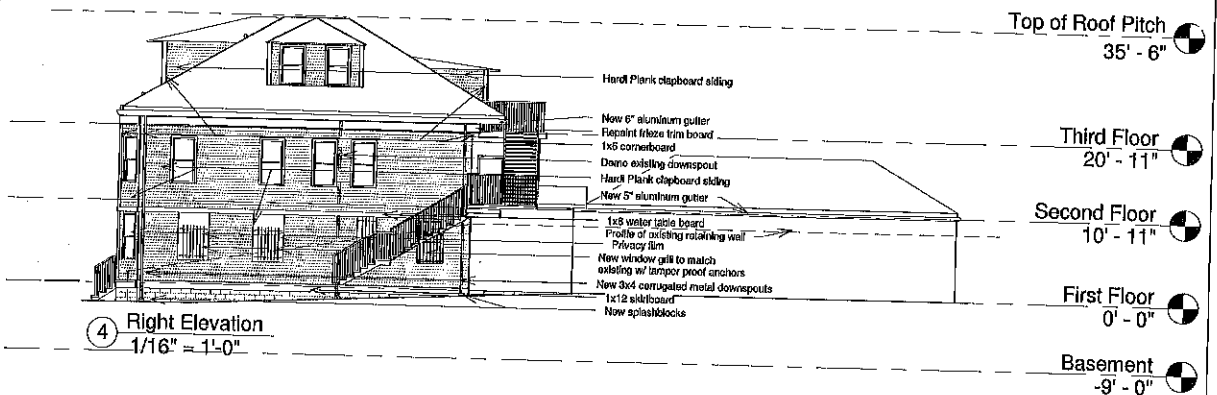 Top of Roof Pitch
35' - 6"
Hardi Plank clapboard siding
New 6" aluminum gutter
Repaint frieze trim board
1x6 cornerboard
Demo existing downspout
Hardi Plank clapboard siding
New 5" aluminum gutter
Third Floor
20' - 11"
Second Floor
10' - 11"
1x8 water table board
Profile of existing retaining wall
Privacy film
New window grill to match
existing w/ tamper proof anchors
New 3x4 corrugated metal downspouts
1x12 skirtboard
New splashblocks
First Floor
0' - 0"
4 Right Elevation
1/16" = 1'-0"
Basement
-9' - 0"